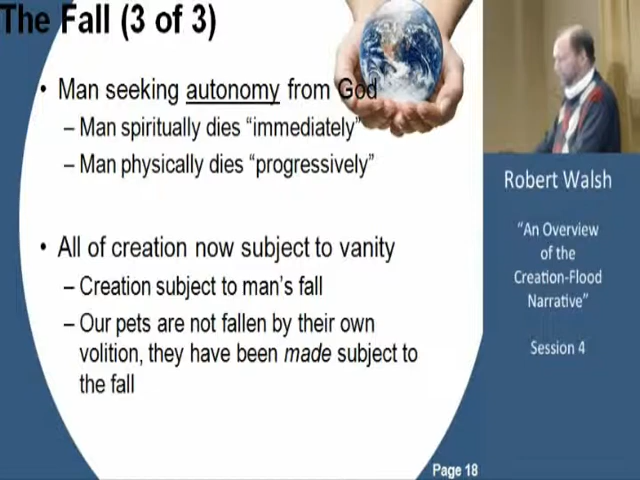 The Fall (3 of 3)
• Man seeking autonomy from God
– Man spiritually dies “immediately”
– Man physically dies “progressively”
• All of creation now subject to vanity
– Creation subject to man’s fall
– Our pets are not fallen by their own
volition, they have been made subject to
the fall
Page 18
Robert Walsh
“An Overview
of the
Creation-Flood
Narrative”
Session 4